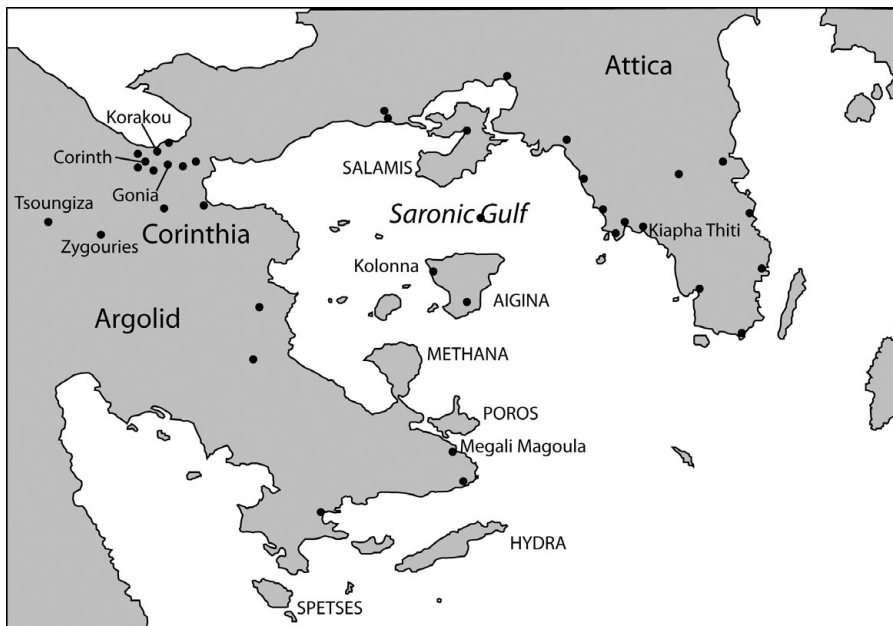 Attica
Korakou
Corinth
SALAMIS
Gonia
Tsoungiza
Saronic Gulf
Kiapha Thiti
Corinthia
Zygouries
Kolonna
AIGINA
Argolid
METHANA
POROS
Megali Magoula
HYDRA
SPETSES